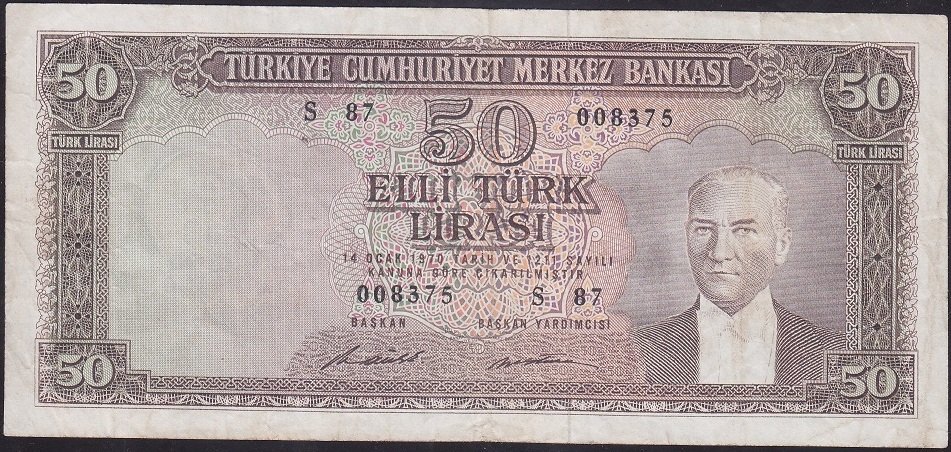 50 TÜRKİYE CUMHURİYET MERKEZ BANKASI 50
S 87 008375
50
TÜRK LİRASI TÜRK LİRASI
ELLİ TÜRK
LİRASI
14 OCAK 1970 TARİH VE 1211 SAYILI
KANUNA GÖRE ÇIKARILMIŞTIR
008375 S 87
BAŞKAN BAŞKAN YARDIMCISI
50 50